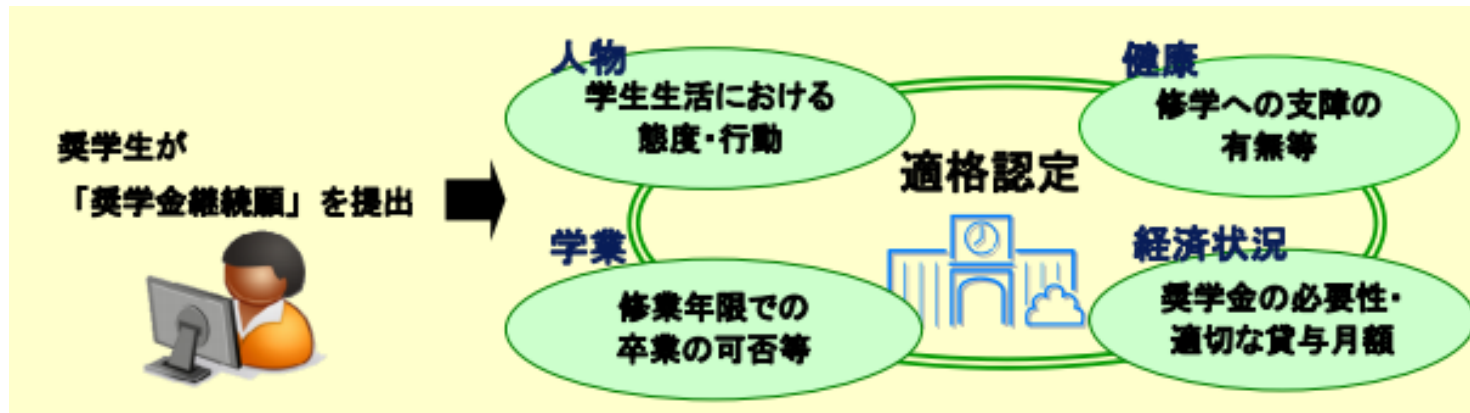 奨学生が
「奨学金継続願」を提出
人物
学生生活における
態度・行動
健康
修学への支障の
有無等
適格認定
学業
修業年限での
卒業の可否等
経済状況
奨学金の必要性・
適切な貸与月額